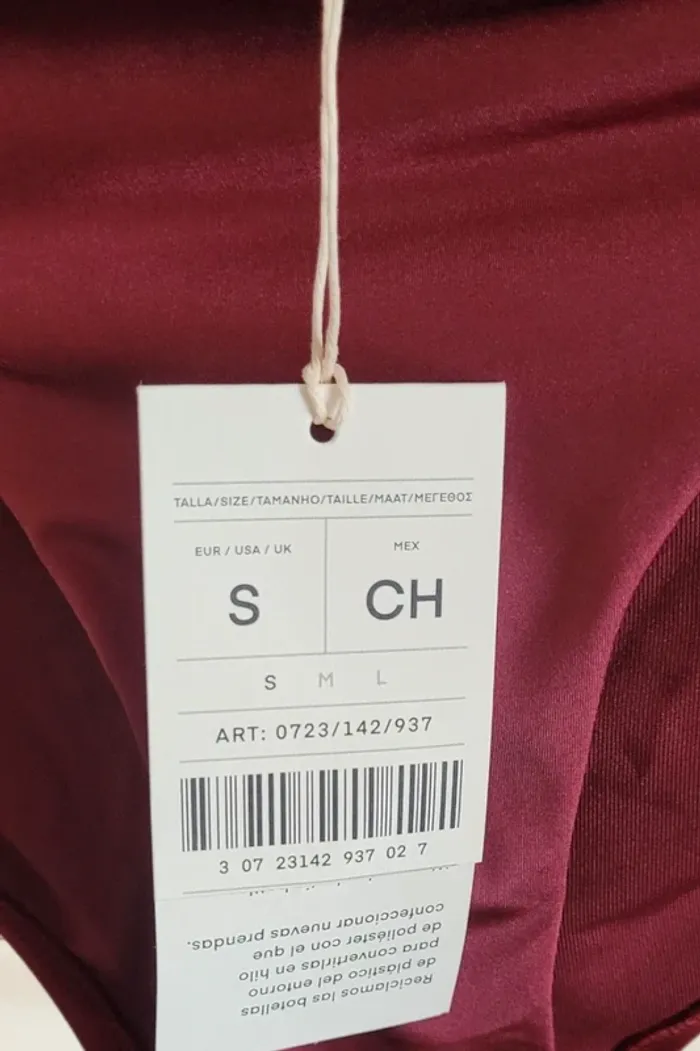 TALLA/SIZE/TAMANHO/TAILLE/MAAT/ΜΕΓΕΘΟΣ
EUR / USA / UK
MEX
S
CH
S M L
ART: 0723/142/937
3 07 23142 937 02 7
Reciclamos las botellas
de plástico del entorno
para convertirlas en hilo
de poliéster con el que
confeccionar nuevas prendas.